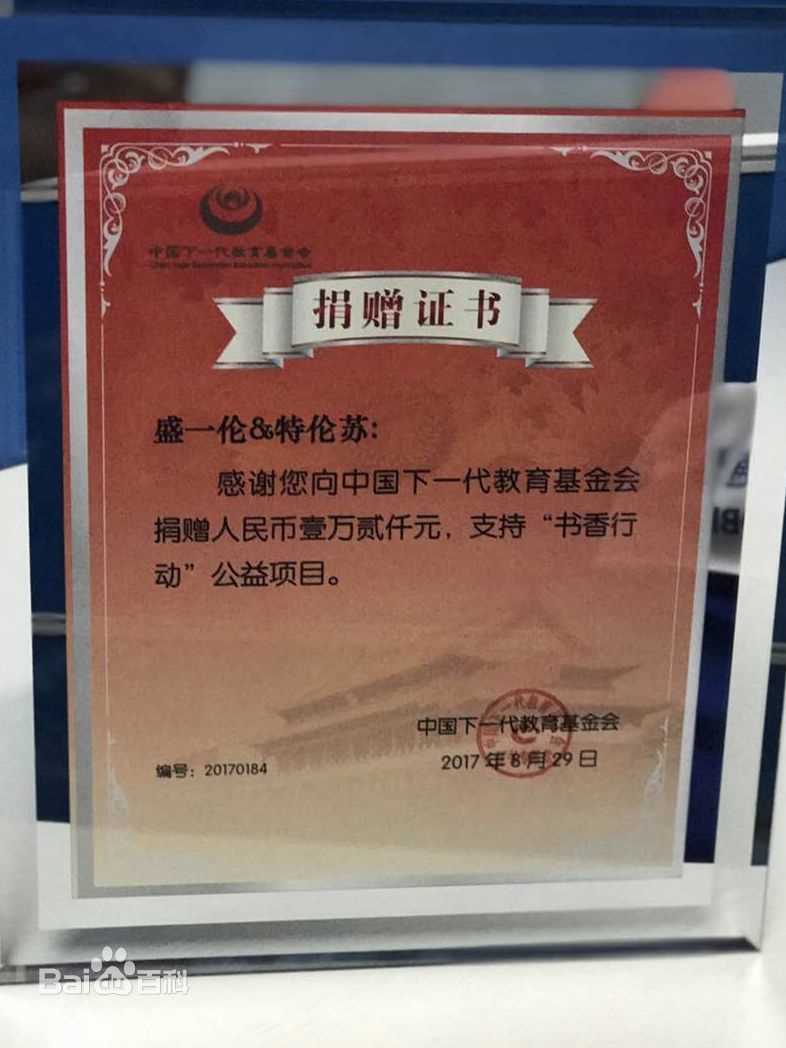 中国下一代教育基金会
捐赠证书
盛一伦&特伦苏:
感谢您向中国下一代教育基金会
捐赠人民币壹万贰仟元，支持“书香行
动”公益项目。
中国下一代教育基金会
编号：20170184
2017年8月29日
Baidu百科